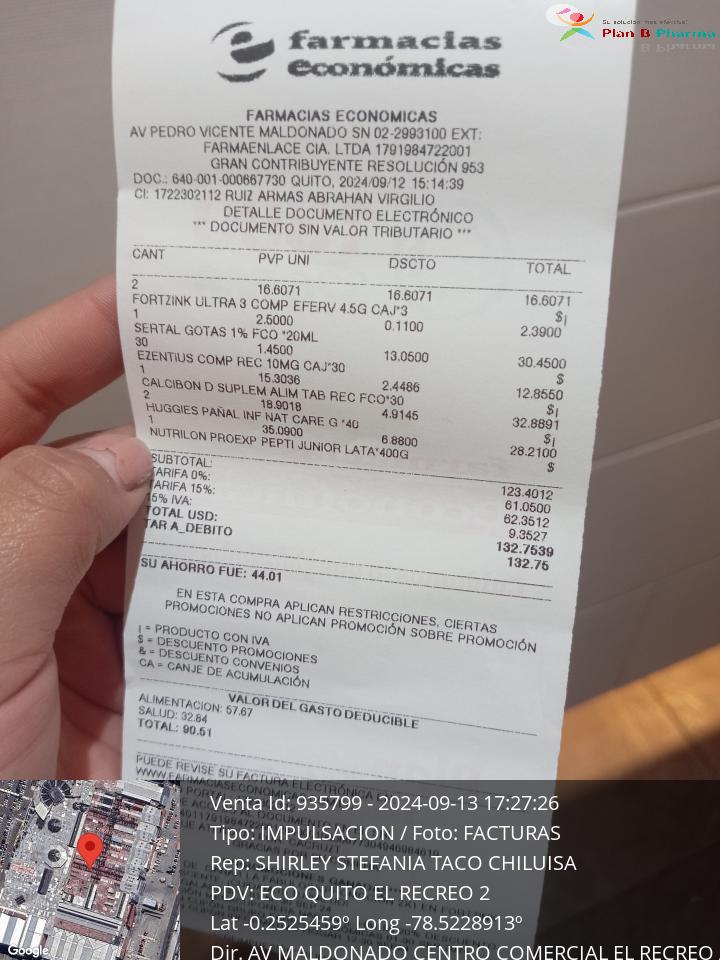 Su solución más efectiva!
Plan B Pharma
farmacias
económicas
FARMACIAS ECONOMICAS
AV PEDRO VICENTE MALDONADO SN 02-2993100 EXT:
FARMAENLACE CIA. LTDA 1791984722001
GRAN CONTRIBUYENTE RESOLUCIÓN 953
DOC.: 640-001-000667730 QUITO, 2024/09/12 15:14:39
CI: 1722302112 RUIZ ARMAS ABRAHAN VIRGILIO
DETALLE DOCUMENTO ELECTRÓNICO
*** DOCUMENTO SIN VALOR TRIBUTARIO ***
CANT PVP UNI DSCTO TOTAL
2 16.6071 16.6071 16.6071
FORTZINK ULTRA 3 COMP EFERV 4.5G CAJ*3 $¡
1 2.5000 0.1100 2.3900
SERTAL GOTAS 1% FCO *20ML
30 1.4500 13.0500 30.4500
EZENTIUS COMP REC 10MG CAJ*30 $
1 15.3036 2.4486 12.8550
CALCIBON D SUPLEM ALIM TAB REC FCO*30 $¡
2 18.9018 4.9145 32.8891
HUGGIES PAÑAL INF NAT CARE G *40 $¡
1 35.0900 6.8800 28.2100
NUTRILON PROEXP PEPTI JUNIOR LATA*400G $
SUBTOTAL: 123.4012
TARIFA 0%: 61.0500
TARIFA 15%: 62.3512
15% IVA: 9.3527
TOTAL USD: 132.7539
TAR A_DEBITO 132.75
SU AHORRO FUE: 44.01
EN ESTA COMPRA APLICAN RESTRICCIONES, CIERTAS
PROMOCIONES NO APLICAN PROMOCIÓN SOBRE PROMOCIÓN
¡ = PRODUCTO CON IVA
$ = DESCUENTO PROMOCIONES
& = DESCUENTO CONVENIOS
CA = CANJE DE ACUMULACIÓN
VALOR DEL GASTO DEDUCIBLE
ALIMENTACION: 57.67
SALUD: 32.84
TOTAL: 90.51
PUEDE REVISE SU FACTURA ELECTRÓNICA
Venta Id: 935799 - 2024-09-13 17:27:26
Tipo: IMPULSACION / Foto: FACTURAS
Rep: SHIRLEY STEFANIA TACO CHILUISA
PDV: ECO QUITO EL RECREO 2
Lat -0.2525459º Long -78.5228913º
Dir. AV MALDONADO CENTRO COMERCIAL EL RECREO
Google